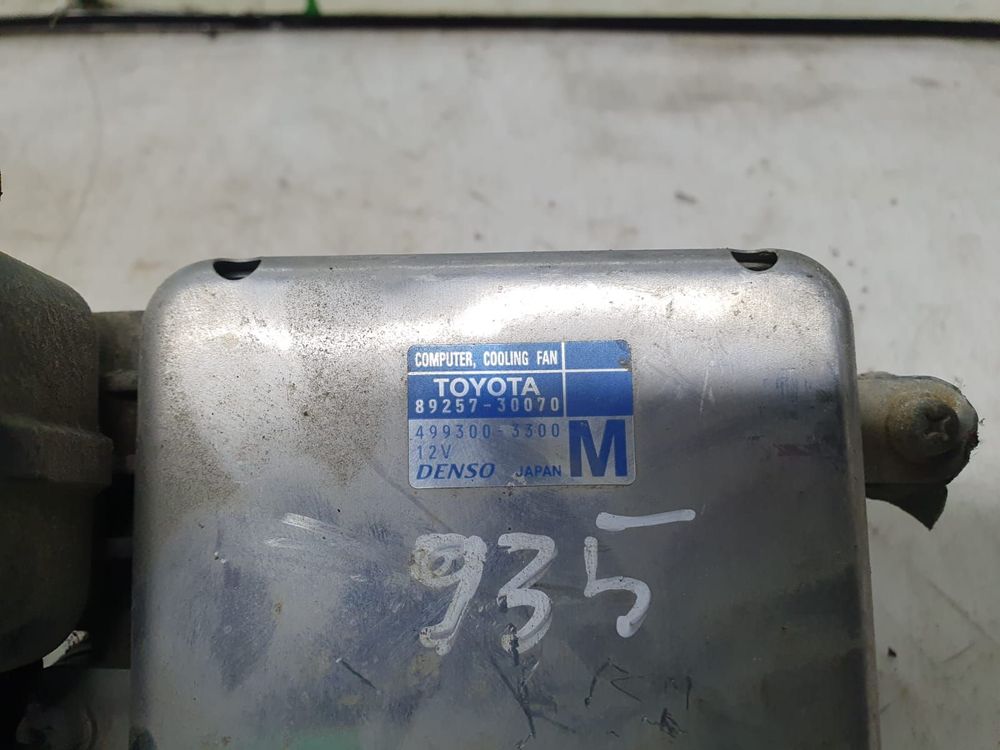 COMPUTER, COOLING FAN
TOYOTA
89257-30070
499300-3300
12V
M
DENSO JAPAN
935